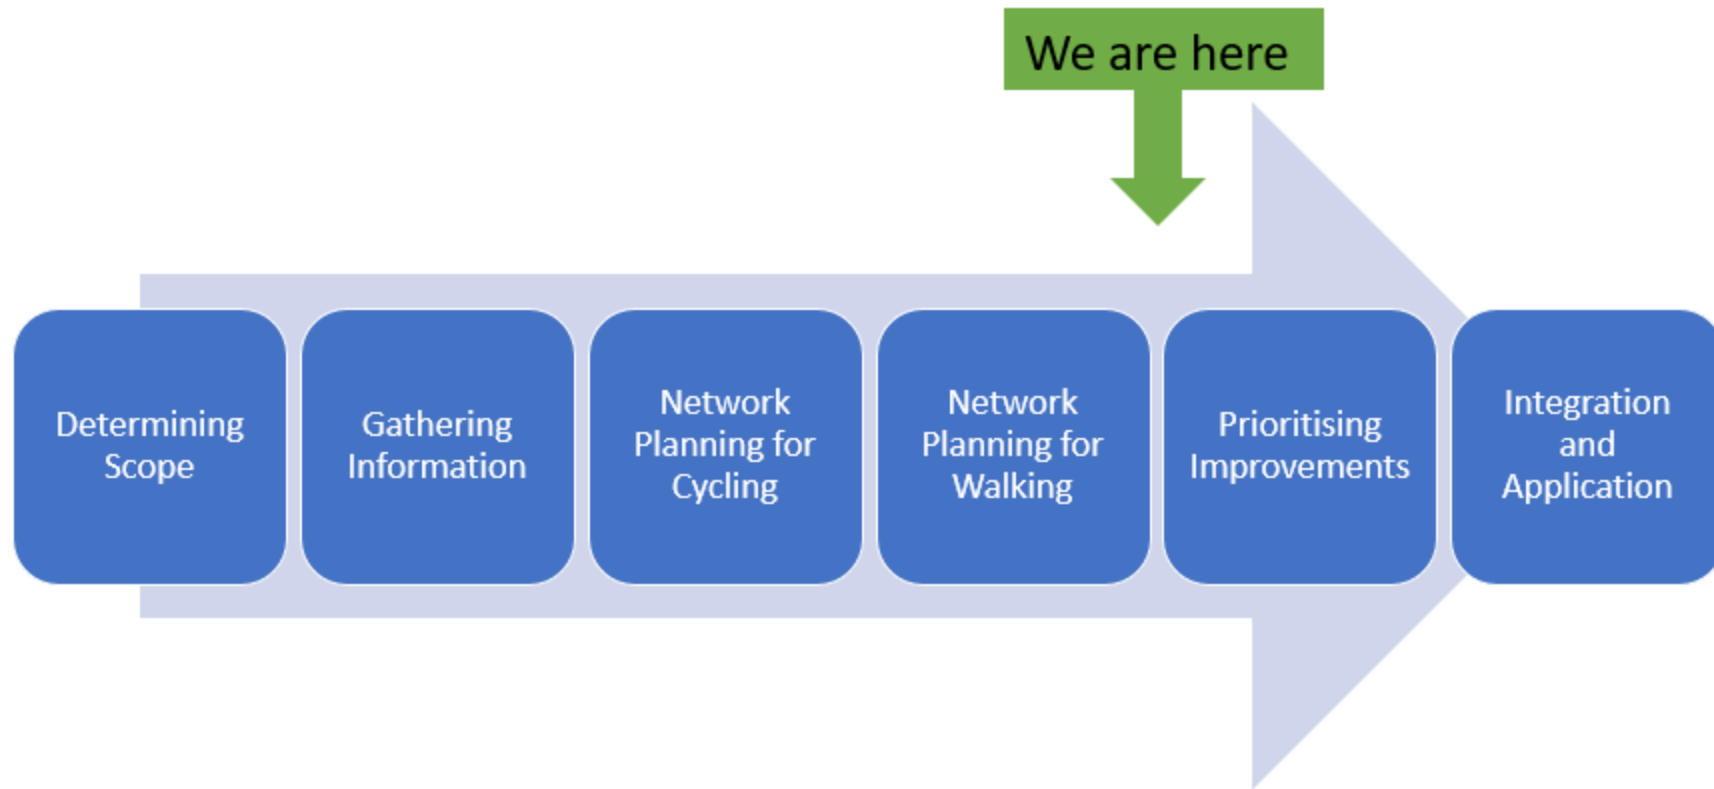 We are here
Determining
Scope
Gathering
Information
Network
Planning for
Cycling
Network
Planning for
Walking
Prioritising
Improvements
Integration
and
Application